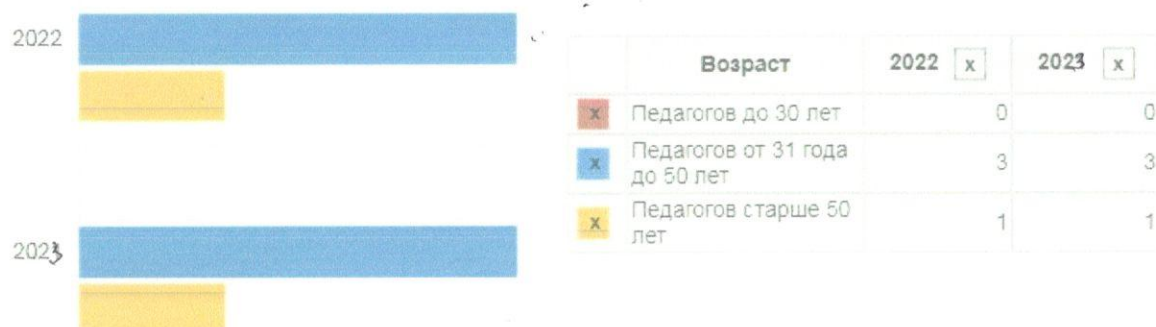 2022
2023
Возраст 2022 x 2023 x
x Педагогов до 30 лет 0 0
x Педагогов от 31 года
до 50 лет 3 3
x Педагогов старше 50
лет 1 1